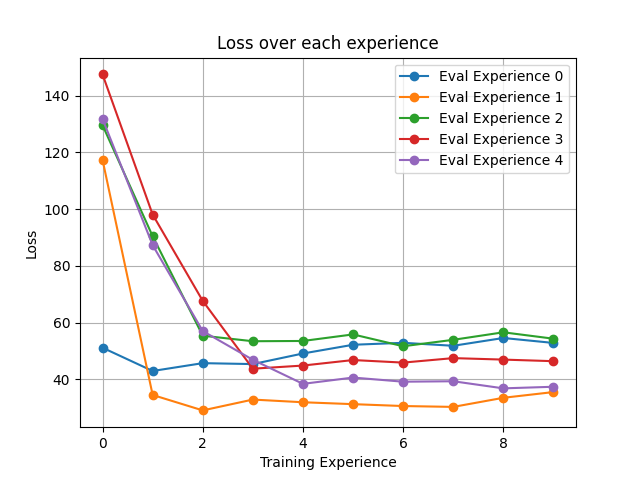 Loss over each experience
140
120
100
80
60
40
Loss
0
2
4
6
8
Training Experience
Eval Experience 0
Eval Experience 1
Eval Experience 2
Eval Experience 3
Eval Experience 4